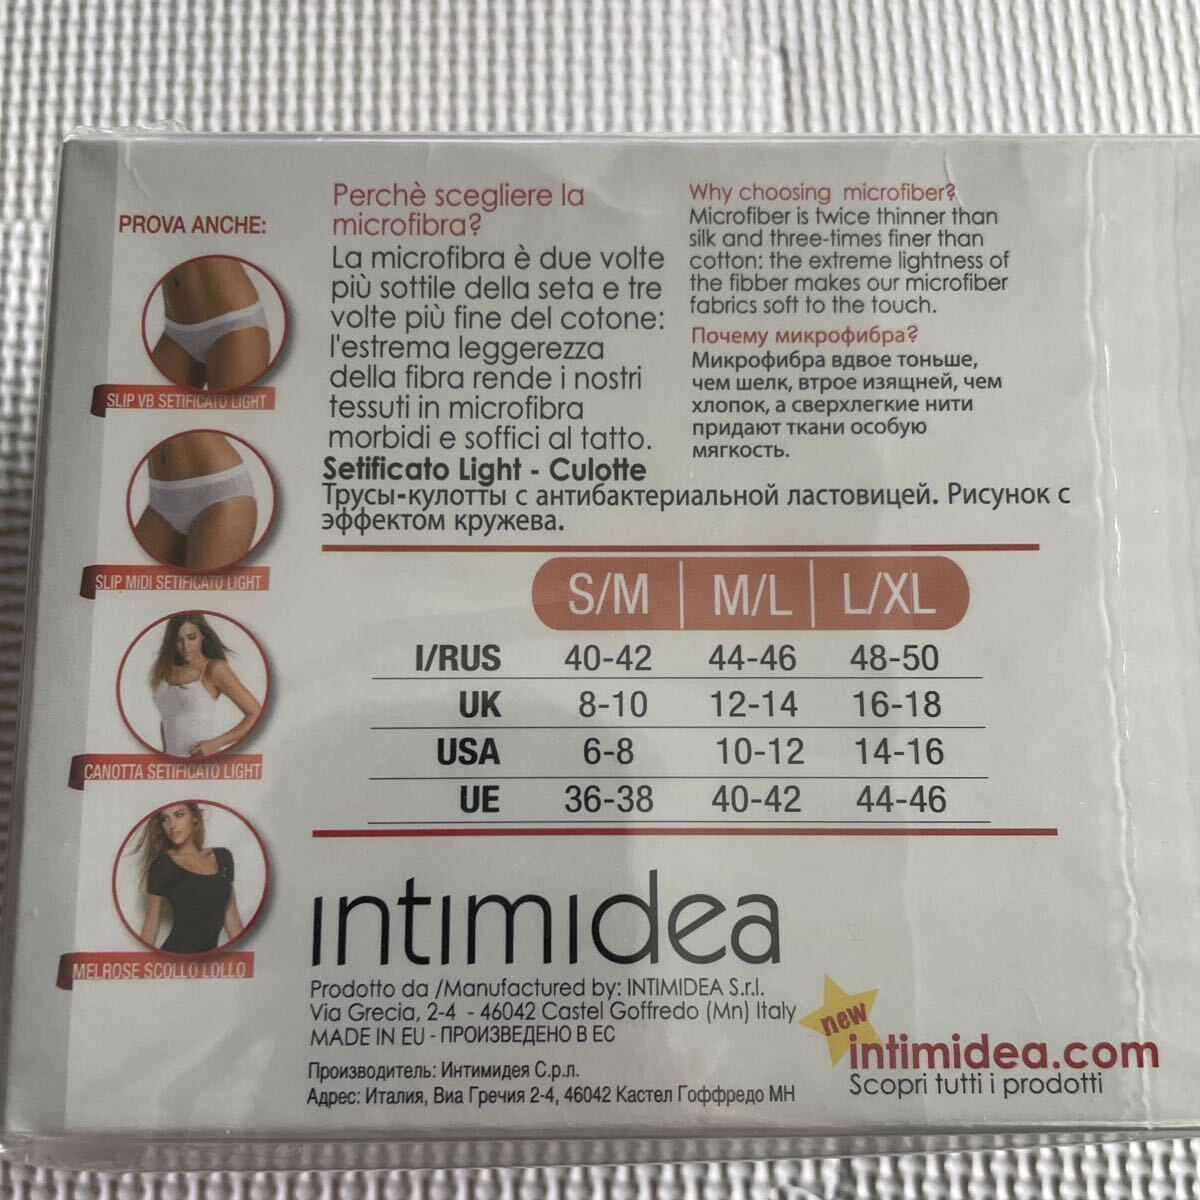 PROVA ANCHE:
SLIP VB SETIFICATO LIGHT
SLIP MIDI SETIFICATO LIGHT
CANOTTA SETIFICATO LIGHT
MELROSE SCOLLO LOLLO
Perchè scegliere la
microfibra?
La microfibra è due volte
più sottile della seta e tre
volte più fine del cotone:
l'estrema leggerezza
della fibra rende i nostri
tessuti in microfibra
morbidi e soffici al tatto.
Why choosing microfiber?
Microfiber is twice thinner than
silk and three-times finer than
cotton: the extreme lightness of
the fibber makes our microfiber
fabrics soft to the touch.
Почему микрофибра?
Микрофибра вдвое тоньше,
чем шелк, втрое изящней, чем
хлопок, а сверхлегкие нити
придают ткани особую
мягкость.
Setificato Light - Culotte
Трусы-кулотты с антибактериальной ластовицей. Рисунок с
эффектом кружева.
S/M M/L L/XL
I/RUS 40-42 44-46 48-50
UK 8-10 12-14 16-18
USA 6-8 10-12 14-16
UE 36-38 40-42 44-46
intimidea
Prodotto da /Manufactured by: INTIMIDEA S.r.l.
Via Grecia, 2-4 - 46042 Castel Goffredo (Mn) Italy
MADE IN EU - ПРОИЗВЕДЕНО В ЕС
Производитель: Интимидея С.р.л.
Адрес: Италия, Виа Гречия 2-4, 46042 Кастел Гоффредо МН
new
intimidea.com
Scopri tutti i prodotti